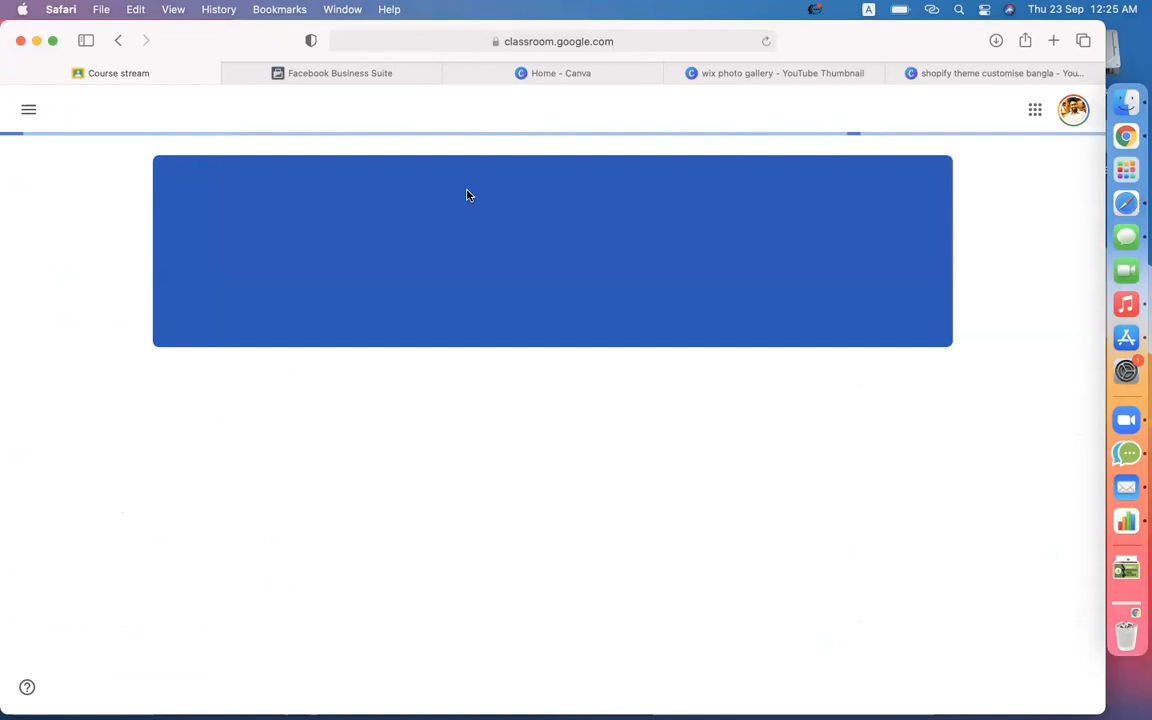 Safari File Edit View History Bookmarks Window Help A Thu 23 Sep 12:25 AM
classroom.google.com
Course stream Facebook Business Suite Home - Canva wix photo gallery - YouTube Thumbnail shopify theme customise bangla - You...
1